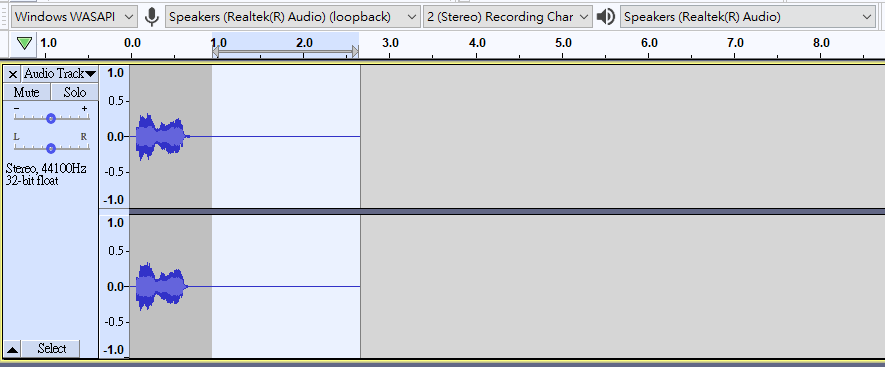 Windows WASAPI Speakers (Realtek(R) Audio) (loopback) 2 (Stereo) Recording Char Speakers (Realtek(R) Audio)
1.0 0.0 1.0 2.0 3.0 4.0 5.0 6.0 7.0 8.0
× Audio Track
Mute Solo
- +
L R
Stereo, 44100Hz
32-bit float
Select
1.0
0.5-
0.0-
-0.5-
-1.0
1.0
0.5-
0.0-
-0.5-
-1.0